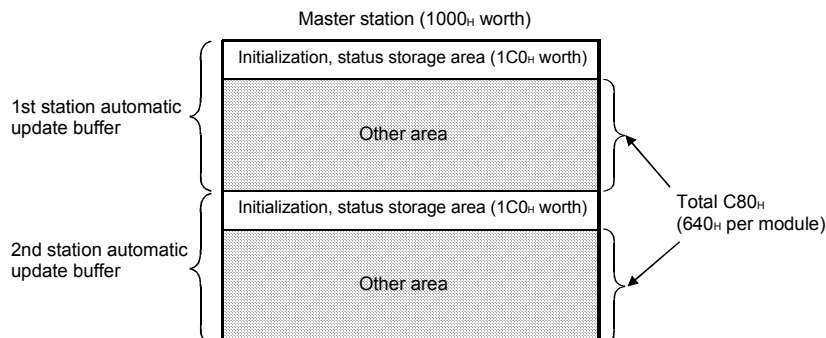 Master station (1000H worth)
Initialization, status storage area (1C0H worth)
1st station automatic
update buffer
Other area
Initialization, status storage area (1C0H worth)
Total C80H
(640H per module)
2nd station automatic
update buffer
Other area